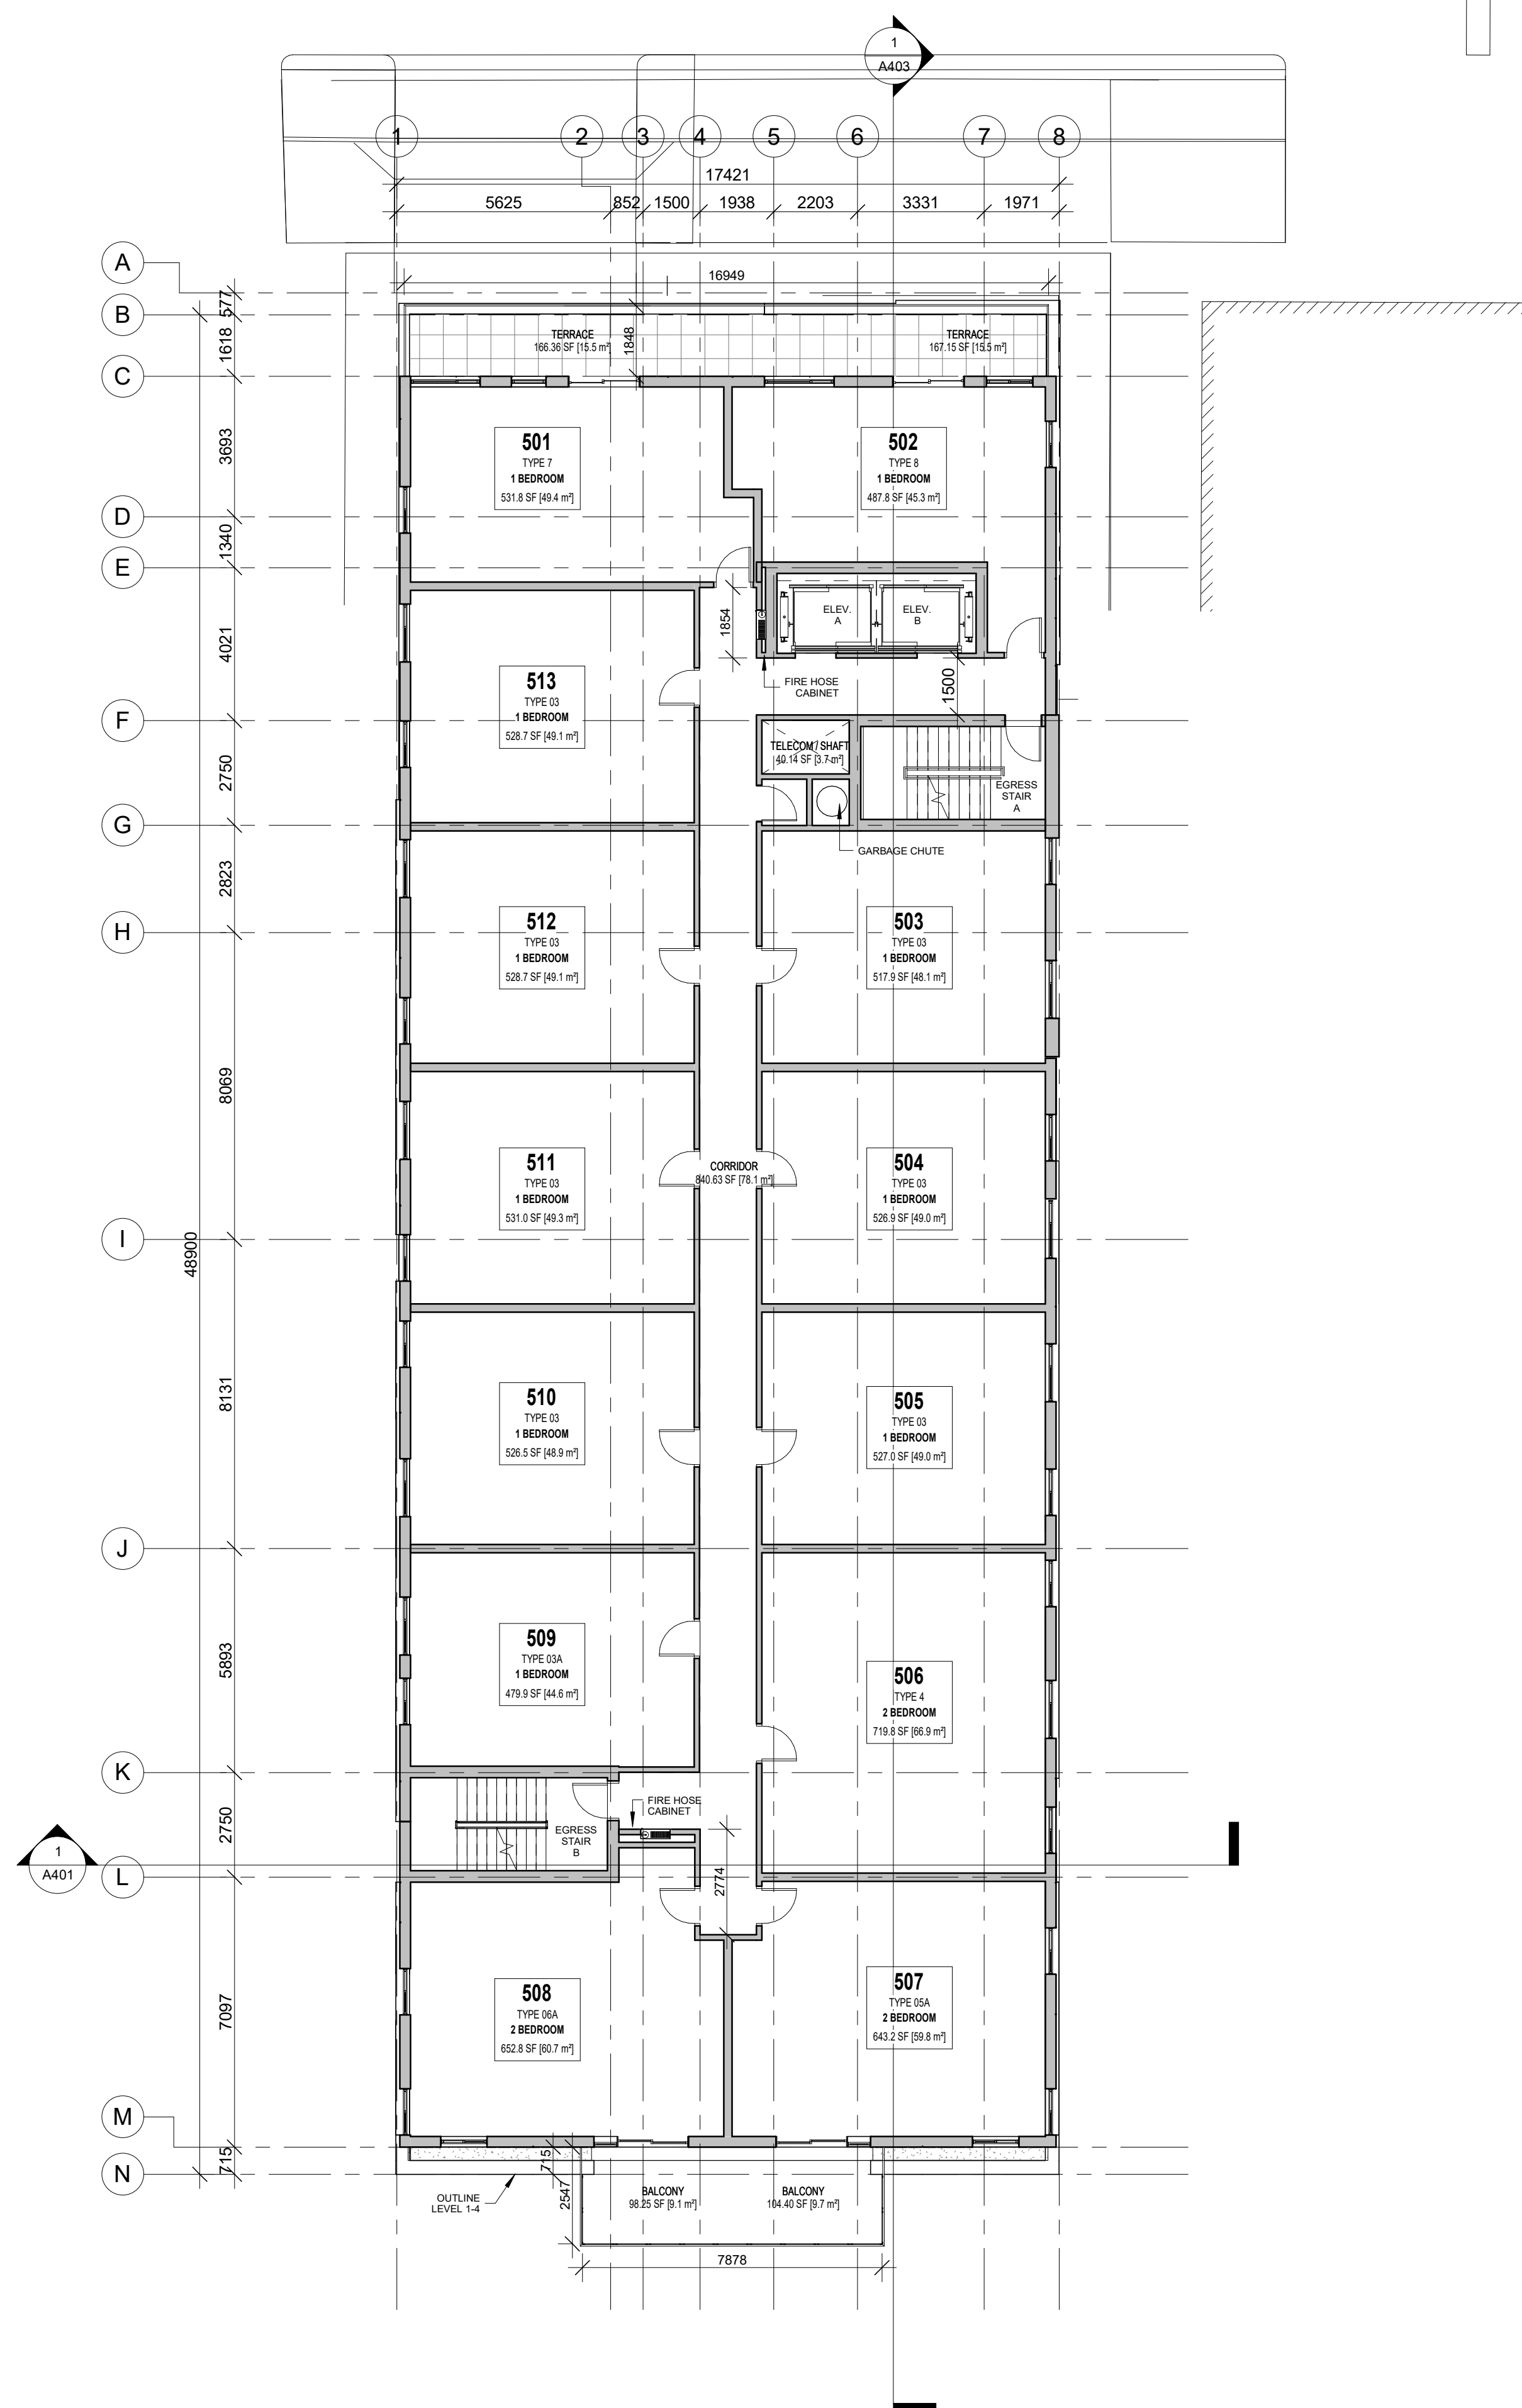 1
A403
1
2
3
4
5
6
7
8
17421
5625
852
1500
1938
2203
3331
1971
A
16949
577
B
1618
TERRACE
166.36 SF [15.5 m²]
1848
TERRACE
167.15 SF [15.5 m²]
C
3693
501
TYPE 7
1 BEDROOM
531.8 SF [49.4 m²]
502
TYPE 8
1 BEDROOM
487.8 SF [45.3 m²]
D
1340
E
4021
1854
ELEV.
A
ELEV.
B
513
TYPE 03
1 BEDROOM
528.7 SF [49.1 m²]
FIRE HOSE
CABINET
1500
F
2750
TELECOM / SHAFT
40.14 SF [3.7 m²]
EGRESS
STAIR
A
G
GARBAGE CHUTE
2823
512
TYPE 03
1 BEDROOM
528.7 SF [49.1 m²]
503
TYPE 03
1 BEDROOM
517.9 SF [48.1 m²]
H
8069
511
TYPE 03
1 BEDROOM
531.0 SF [49.3 m²]
CORRIDOR
840.63 SF [78.1 m²]
504
TYPE 03
1 BEDROOM
526.9 SF [49.0 m²]
I
48900
8131
510
TYPE 03
1 BEDROOM
526.5 SF [48.9 m²]
505
TYPE 03
1 BEDROOM
527.0 SF [49.0 m²]
J
5893
509
TYPE 03A
1 BEDROOM
479.9 SF [44.6 m²]
506
TYPE 4
2 BEDROOM
719.8 SF [66.9 m²]
K
2750
FIRE HOSE
CABINET
EGRESS
STAIR
B
1
A401
L
2774
7097
508
TYPE 06A
2 BEDROOM
652.8 SF [60.7 m²]
507
TYPE 05A
2 BEDROOM
643.2 SF [59.8 m²]
M
715
715
N
OUTLINE
LEVEL 1-4
2547
BALCONY
98.25 SF [9.1 m²]
BALCONY
104.40 SF [9.7 m²]
7878